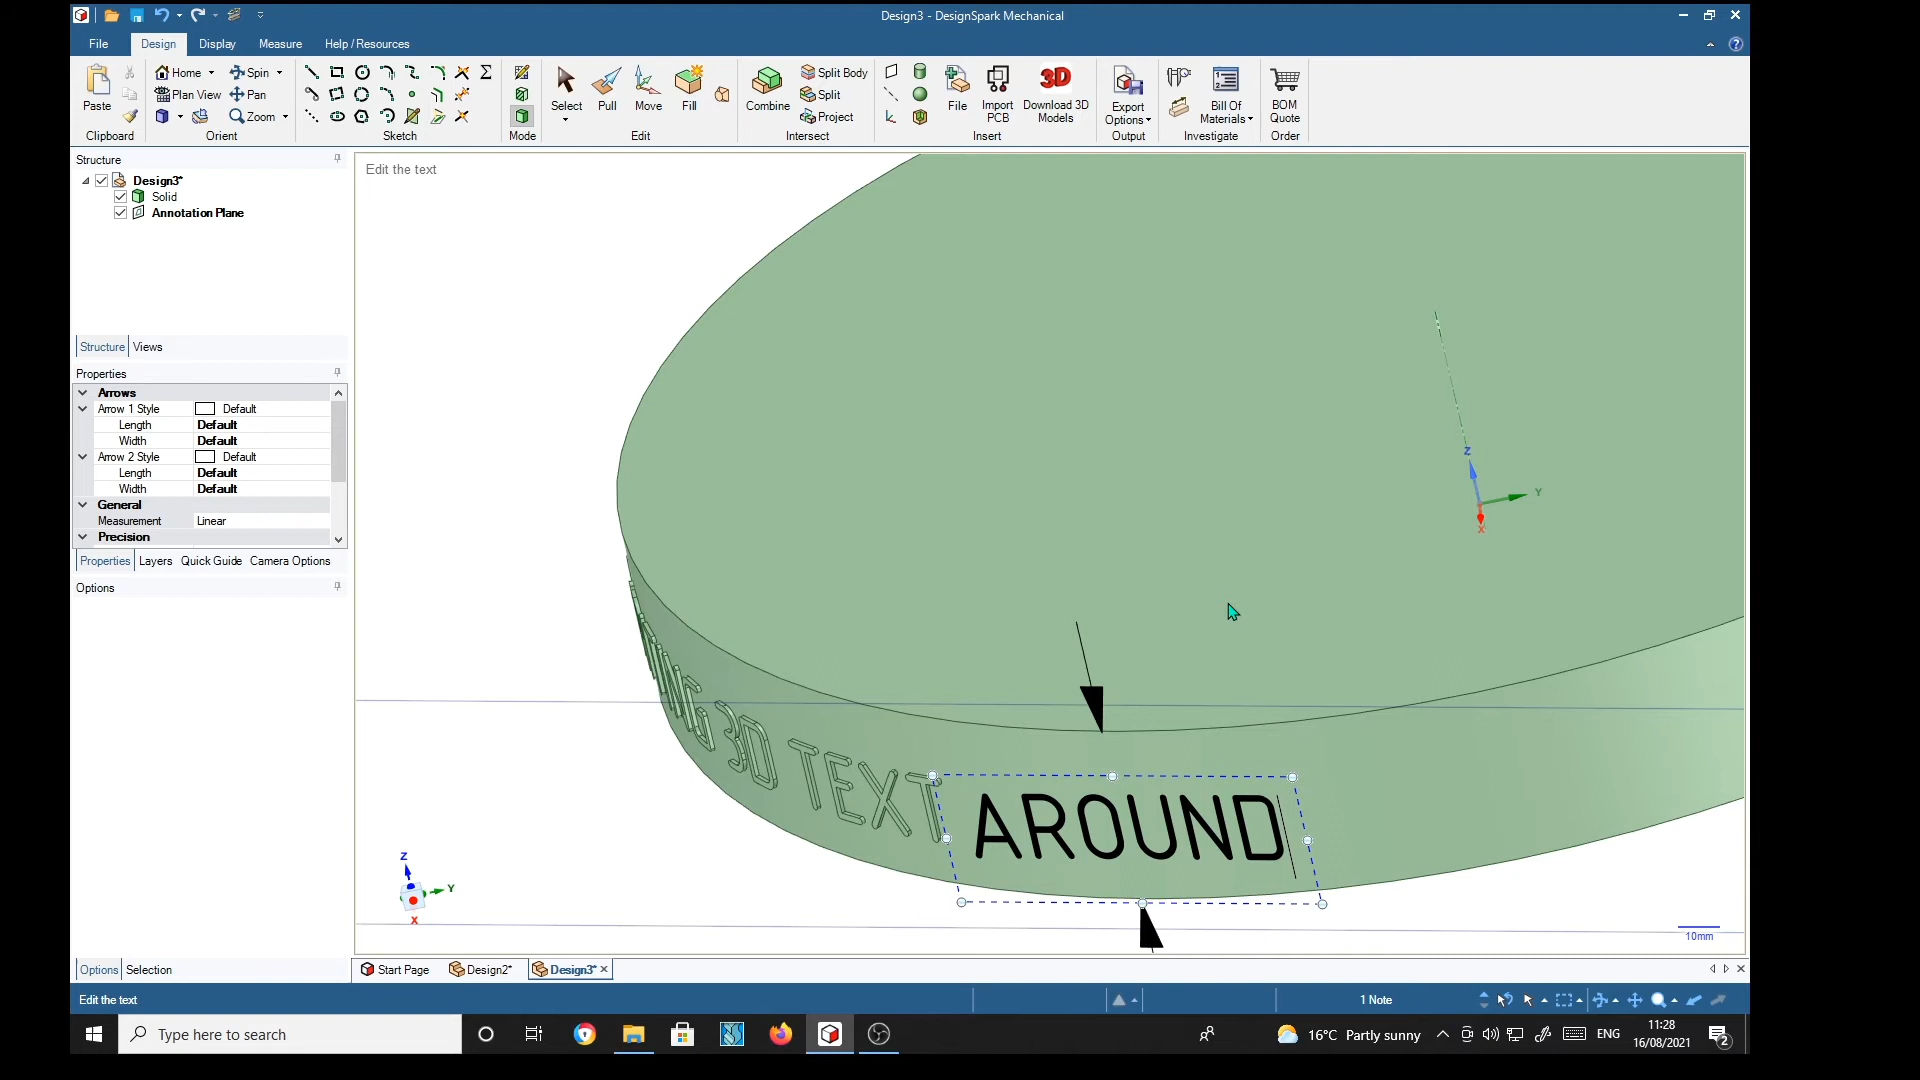 Design3 - DesignSpark Mechanical
File Design Display Measure Help / Resources
Paste
Clipboard
Home Spin
Plan View Pan
Zoom
Orient
Sketch
Mode
Select Pull Move Fill
Edit
Combine
Split Body
Split
Project
Intersect
File
Import PCB
Download 3D Models
Insert
Export Options
Output
Bill Of Materials
Investigate
BOM Quote
Order
Structure
Design3*
Solid
Annotation Plane
Structure Views
Properties
Arrows
Arrow 1 Style Default
Length Default
Width Default
Arrow 2 Style Default
Length Default
Width Default
General
Measurement Linear
Precision
Properties Layers Quick Guide Camera Options
Options
Options Selection
Edit the text
Z
Y
X
3D TEXT
AROUND
Z
Y
X
10mm
Start Page Design2* Design3*
Edit the text
1 Note
Type here to search
16°C Partly sunny
ENG
11:28
16/08/2021
2